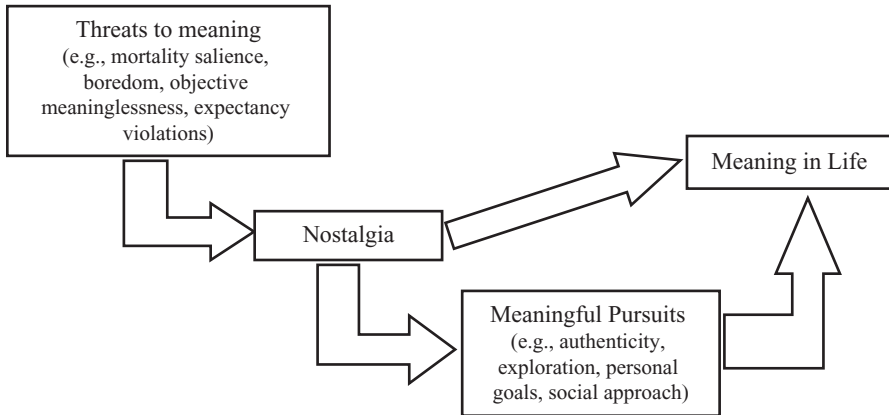 Threats to meaning
(e.g., mortality salience,
boredom, objective
meaninglessness, expectancy
violations)
Meaning in Life
Nostalgia
Meaningful Pursuits
(e.g., authenticity,
exploration, personal
goals, social approach)